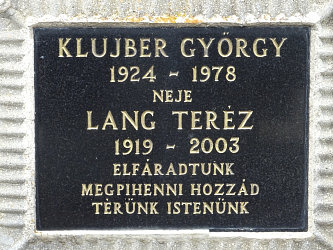 KLUJBER GYÖRGY
1924 - 1978
NEJE
LANG TERÉZ
1919 - 2003
ELFÁRADTUNK
MEGPIHENNI HOZZÁD
TÉRÜNK ISTENÜNK